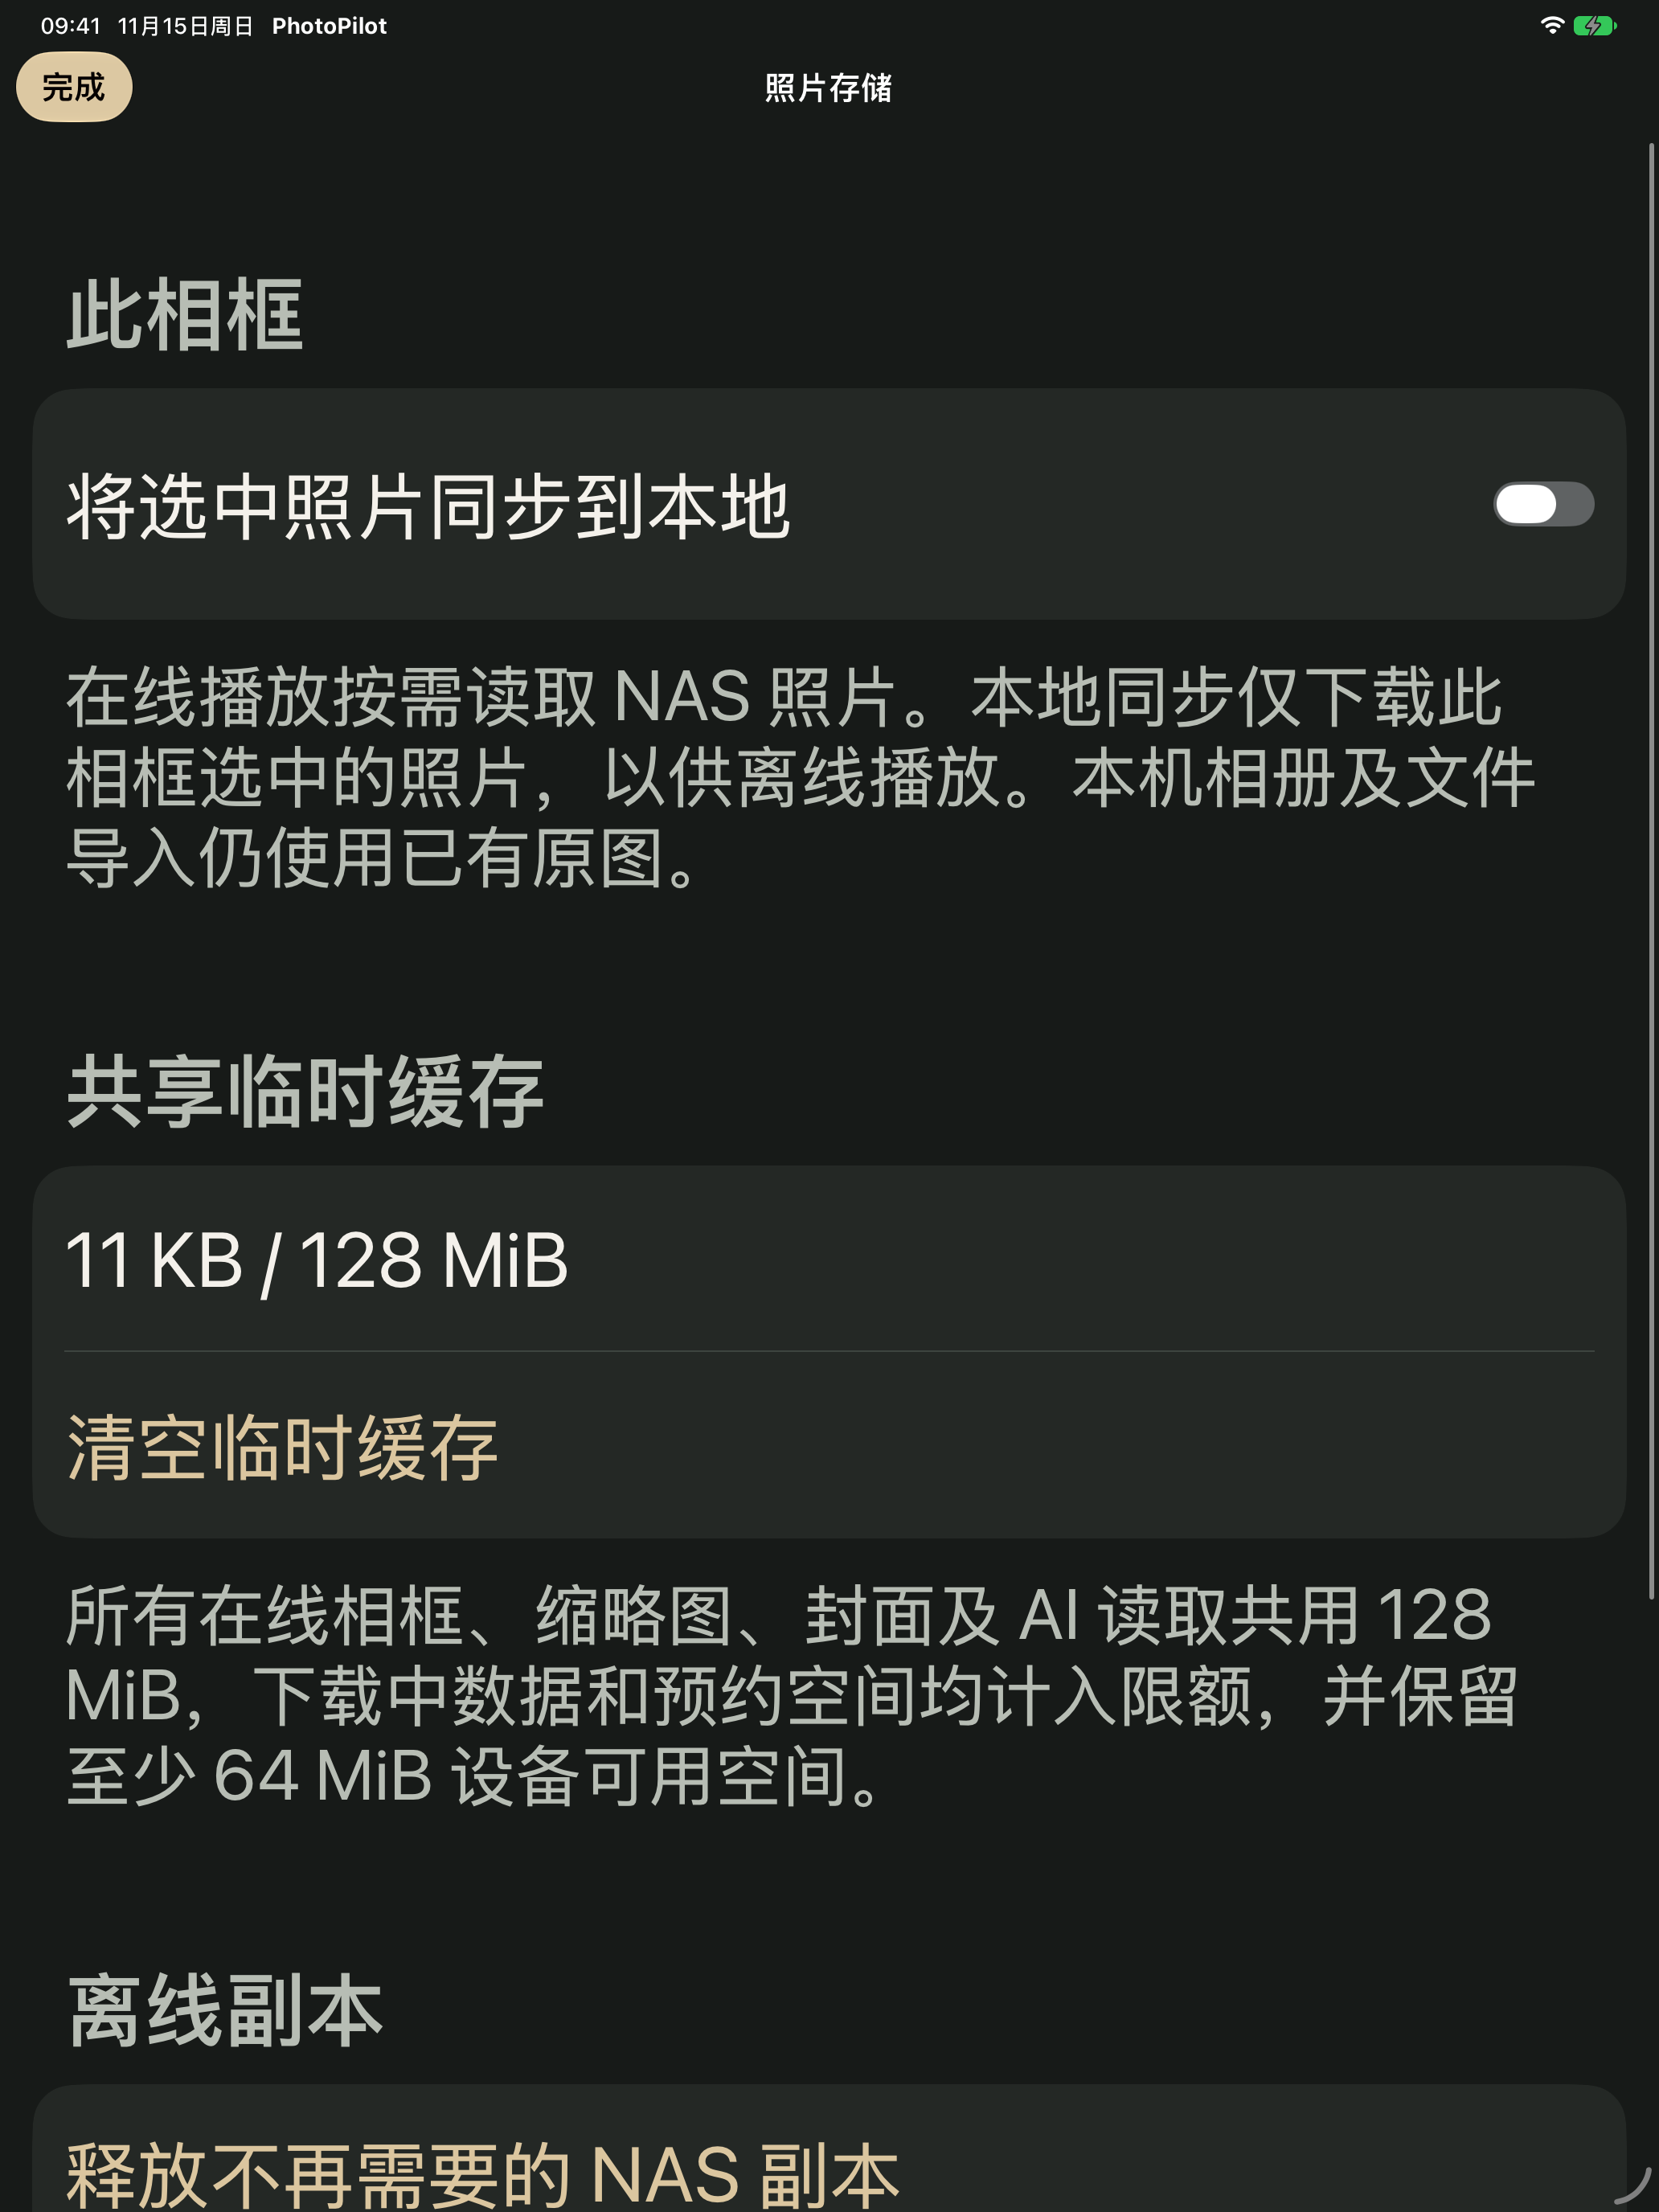 09:41 11月15日周日 PhotoPilot
完成
照片存储
此相框
将选中照片同步到本地
在线播放按需读取 NAS 照片。本地同步仅下载此
相框选中的照片，以供离线播放。本机相册及文件
导入仍使用已有原图。
共享临时缓存
11 KB / 128 MiB
清空临时缓存
所有在线相框、缩略图、封面及 AI 读取共用 128
MiB，下载中数据和预约空间均计入限额，并保留
至少 64 MiB 设备可用空间。
离线副本
释放不再需要的 NAS 副本